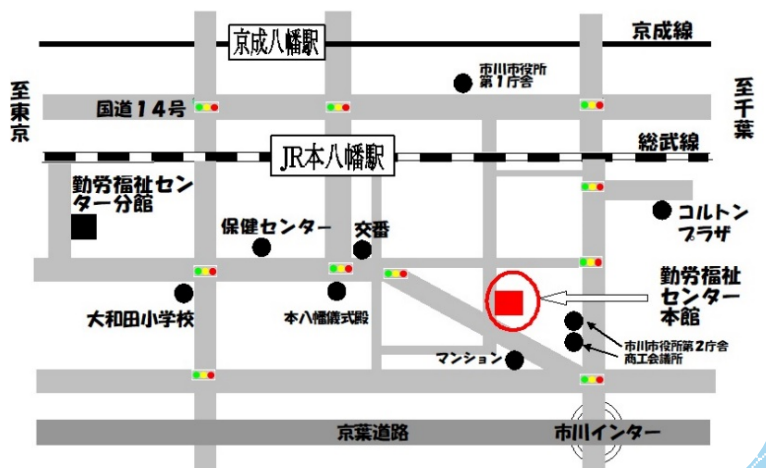 京成八幡駅
京成線
市川市役所
第1庁舎
至東京
至千葉
国道14号
JR本八幡駅
総武線
勤労福祉セン
ター分館
保健センター
交番
コルトン
プラザ
大和田小学校
本八幡儀式殿
勤労福祉
センター
本館
市川市役所第2庁舎
商工会議所
マンション
京葉道路
市川インター